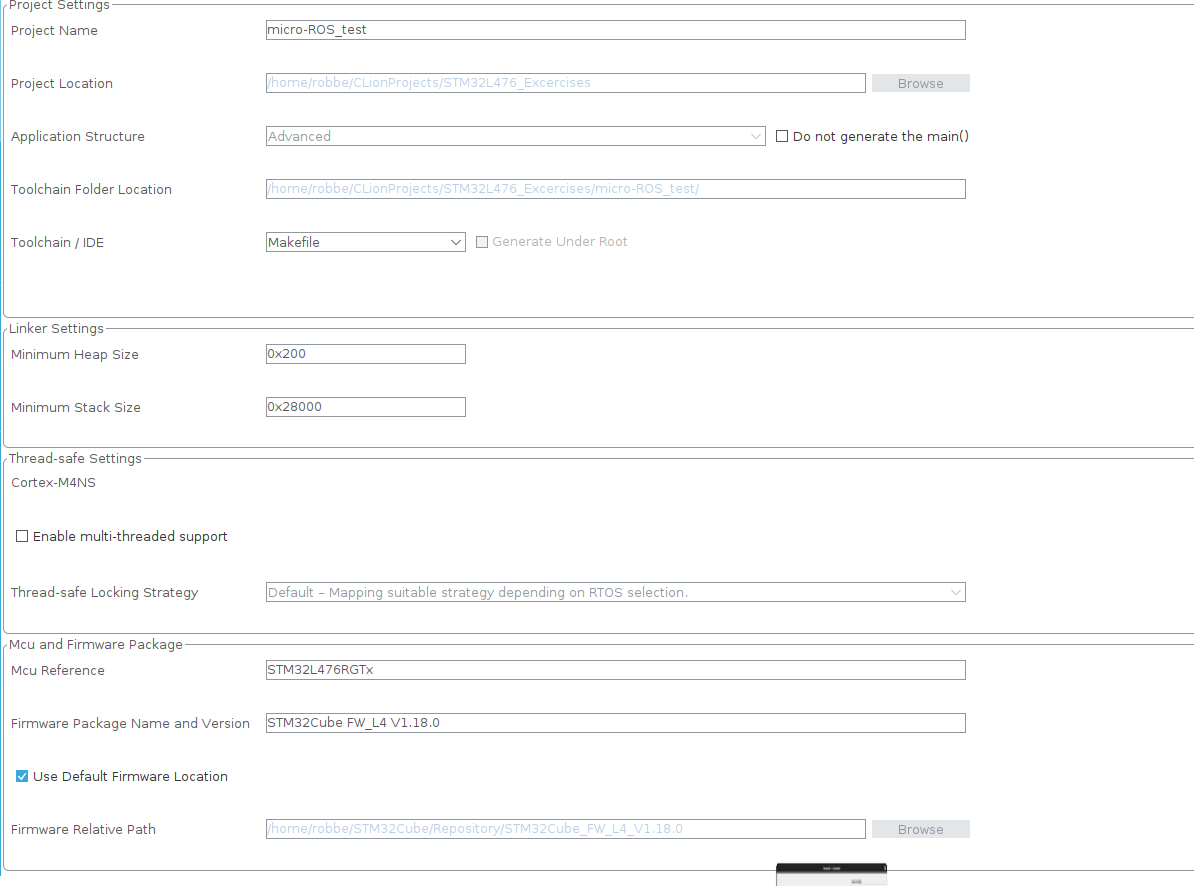 Project Settings
Project Name micro-ROS_test
Project Location /home/robbe/CLionProjects/STM32L476_Excercises Browse
Application Structure Advanced Do not generate the main()
Toolchain Folder Location /home/robbe/CLionProjects/STM32L476_Excercises/micro-ROS_test/
Toolchain / IDE Makefile Generate Under Root
Linker Settings
Minimum Heap Size 0x200
Minimum Stack Size 0x28000
Thread-safe Settings
Cortex-M4NS
Enable multi-threaded support
Thread-safe Locking Strategy Default – Mapping suitable strategy depending on RTOS selection.
Mcu and Firmware Package
Mcu Reference STM32L476RGTx
Firmware Package Name and Version STM32Cube FW_L4 V1.18.0
Use Default Firmware Location
Firmware Relative Path /home/robbe/STM32Cube/Repository/STM32Cube_FW_L4_V1.18.0 Browse